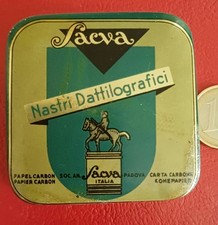 Sacva
Nastri Dattilografici
Sacva
ITALIA
PAPEL CARBON SOC. AN. PADOVA CARTA CARBONE
PAPIER CARBON KOHLEPAPIER